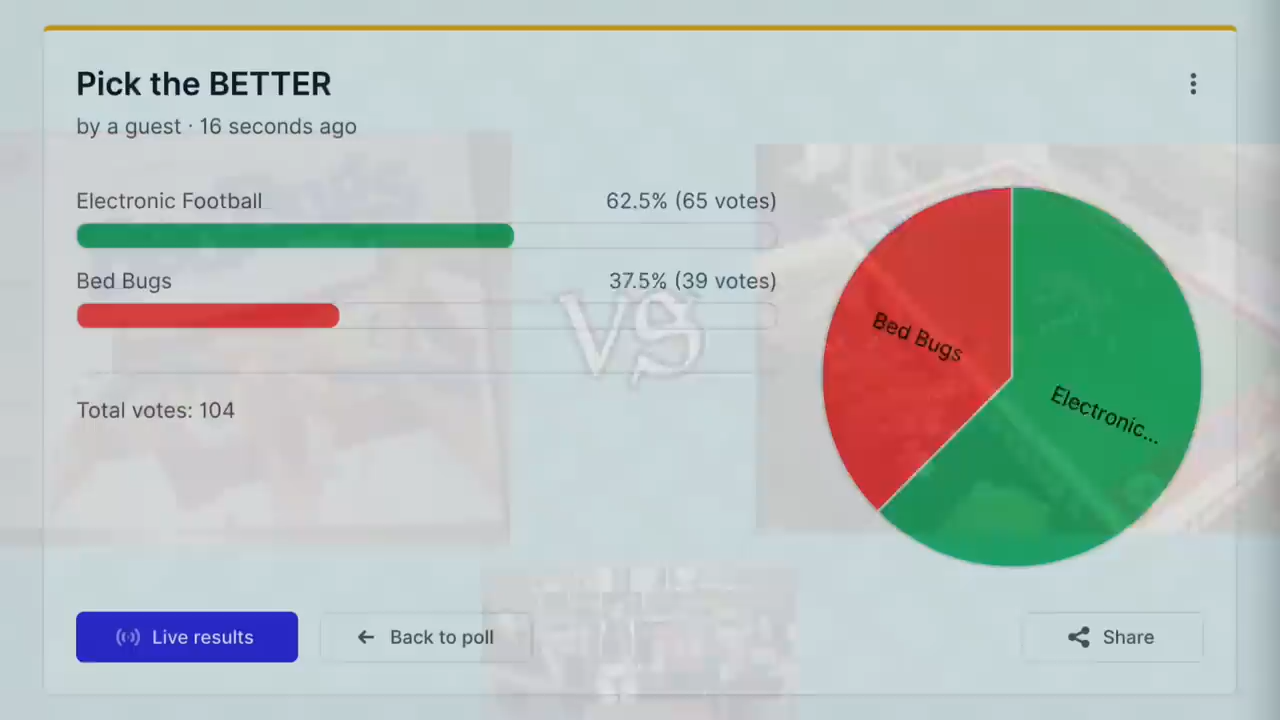 Pick the BETTER
by a guest · 16 seconds ago
Electronic Football 62.5% (65 votes)
Bed Bugs 37.5% (39 votes)
VS
Total votes: 104
Bed Bugs
Electronic...
Live results
Back to poll
Share